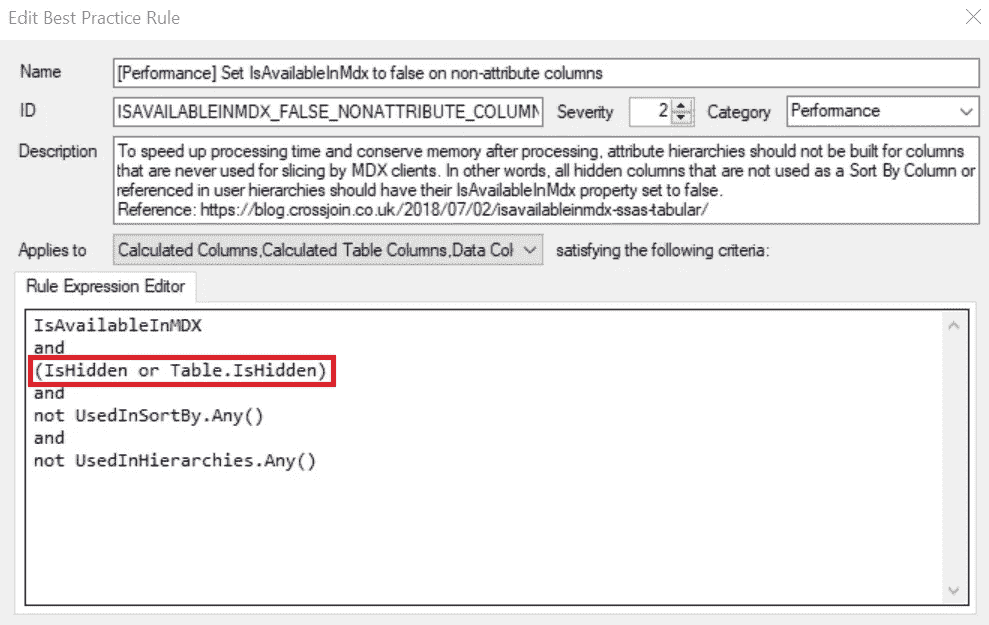 Edit Best Practice Rule
Name [Performance] Set IsAvailableInMdx to false on non-attribute columns
ID ISAVAILABLEINMDX_FALSE_NONATTRIBUTE_COLUMN Severity 2 Category Performance
Description To speed up processing time and conserve memory after processing, attribute hierarchies should not be built for columns
that are never used for slicing by MDX clients. In other words, all hidden columns that are not used as a Sort By Column or
referenced in user hierarchies should have their IsAvailableInMdx property set to false.
Reference: https://blog.crossjoin.co.uk/2018/07/02/isavailableinmdx-ssas-tabular/
Applies to Calculated Columns,Calculated Table Columns,Data Col satisfying the following criteria:
Rule Expression Editor
IsAvailableInMDX
and
(IsHidden or Table.IsHidden)
and
not UsedInSortBy.Any()
and
not UsedInHierarchies.Any()